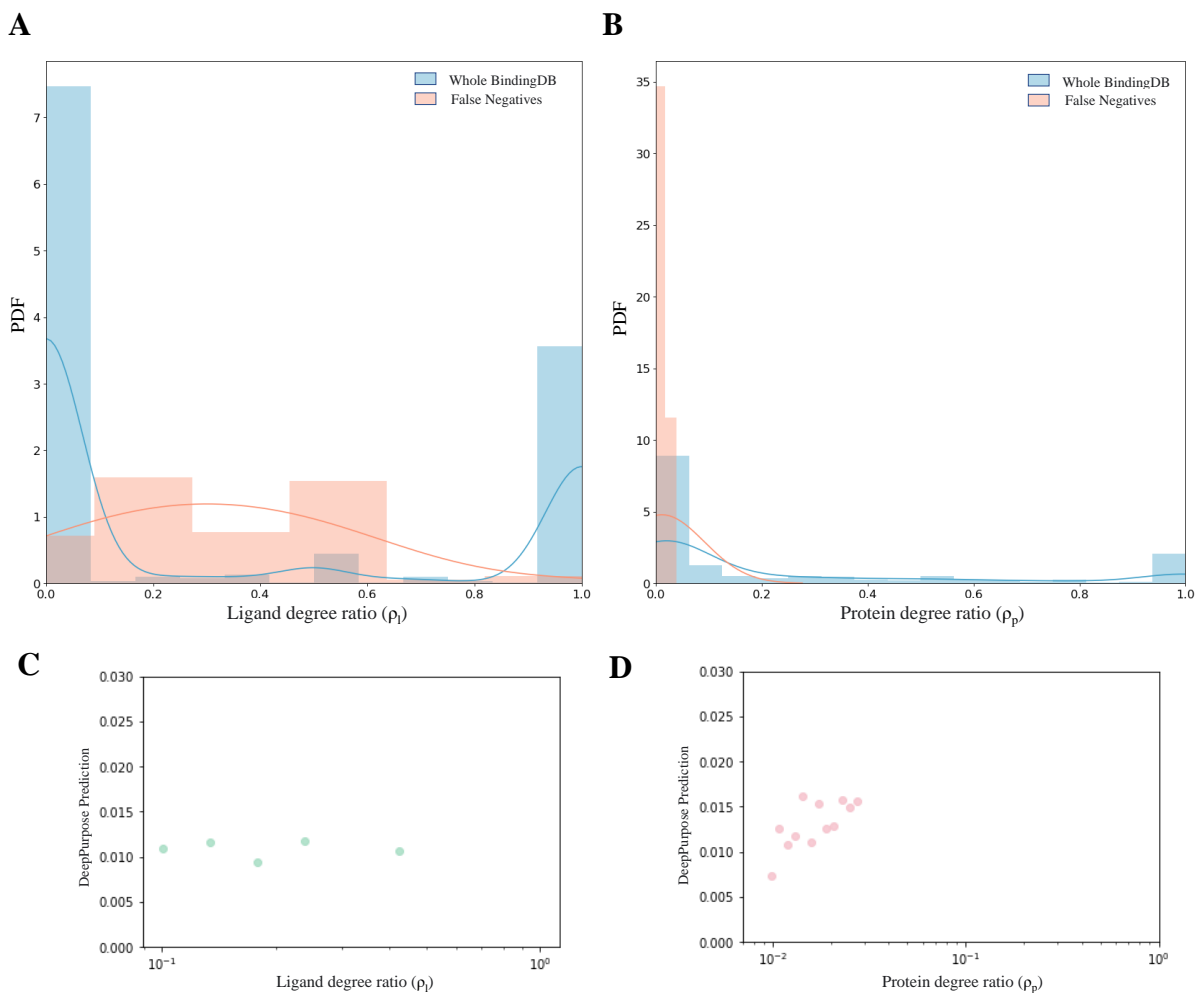 A
Whole BindingDB
False Negatives
PDF
7
6
5
4
3
2
1
0
0.0 0.2 0.4 0.6 0.8 1.0
Ligand degree ratio (ρl)
B
Whole BindingDB
False Negatives
PDF
35
30
25
20
15
10
5
0
0.0 0.2 0.4 0.6 0.8 1.0
Protein degree ratio (ρp)
C
DeepPurpose Prediction
0.030
0.025
0.020
0.015
0.010
0.005
0.000
10⁻¹ 10⁰
Ligand degree ratio (ρl)
D
DeepPurpose Prediction
0.030
0.025
0.020
0.015
0.010
0.005
0.000
10⁻² 10⁻¹ 10⁰
Protein degree ratio (ρp)